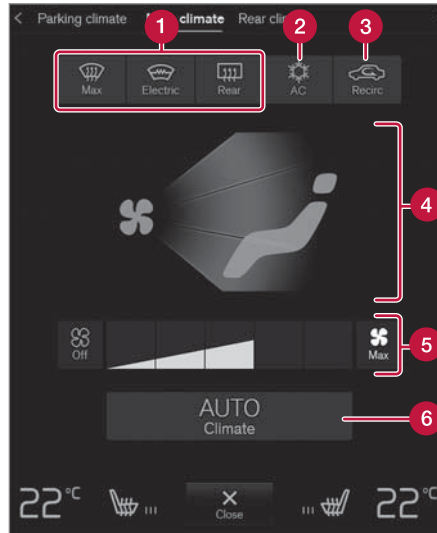 Parking climate climate Rear
1 2 3
Max Electric Rear AC Recirc
4
Off Max 5
AUTO 6
Climate
22°C Close 22°C